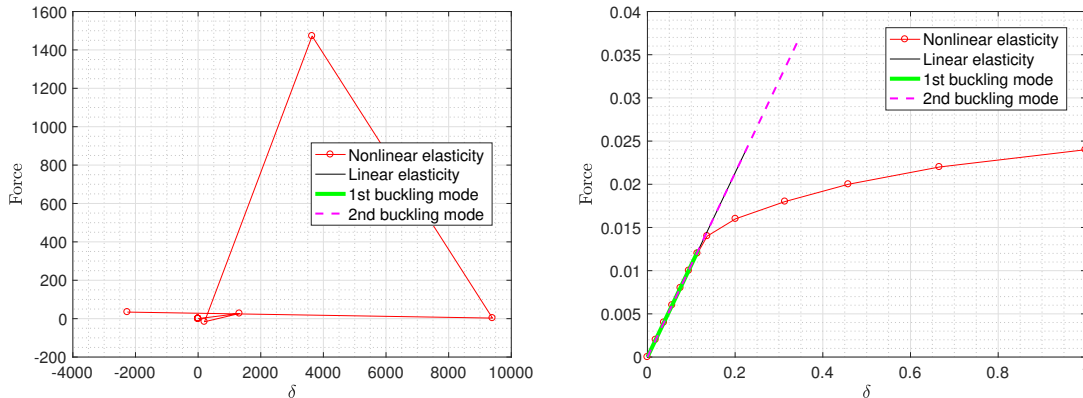 1600
1400
1200
1000
800
600
400
200
0
-200
-4000 -2000 0 2000 4000 6000 8000 10000
Force
δ
Nonlinear elasticity
Linear elasticity
1st buckling mode
2nd buckling mode
0.04
0.035
0.03
0.025
0.02
0.015
0.01
0.005
0
0 0.2 0.4 0.6 0.8
Force
δ
Nonlinear elasticity
Linear elasticity
1st buckling mode
2nd buckling mode